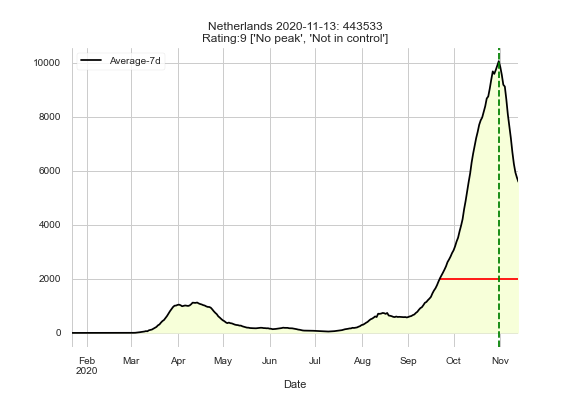 Netherlands 2020-11-13: 443533
Rating:9 ['No peak', 'Not in control']
Average-7d
10000
8000
6000
4000
2000
0
Feb Mar Apr May Jun Jul Aug Sep Oct Nov
2020
Date